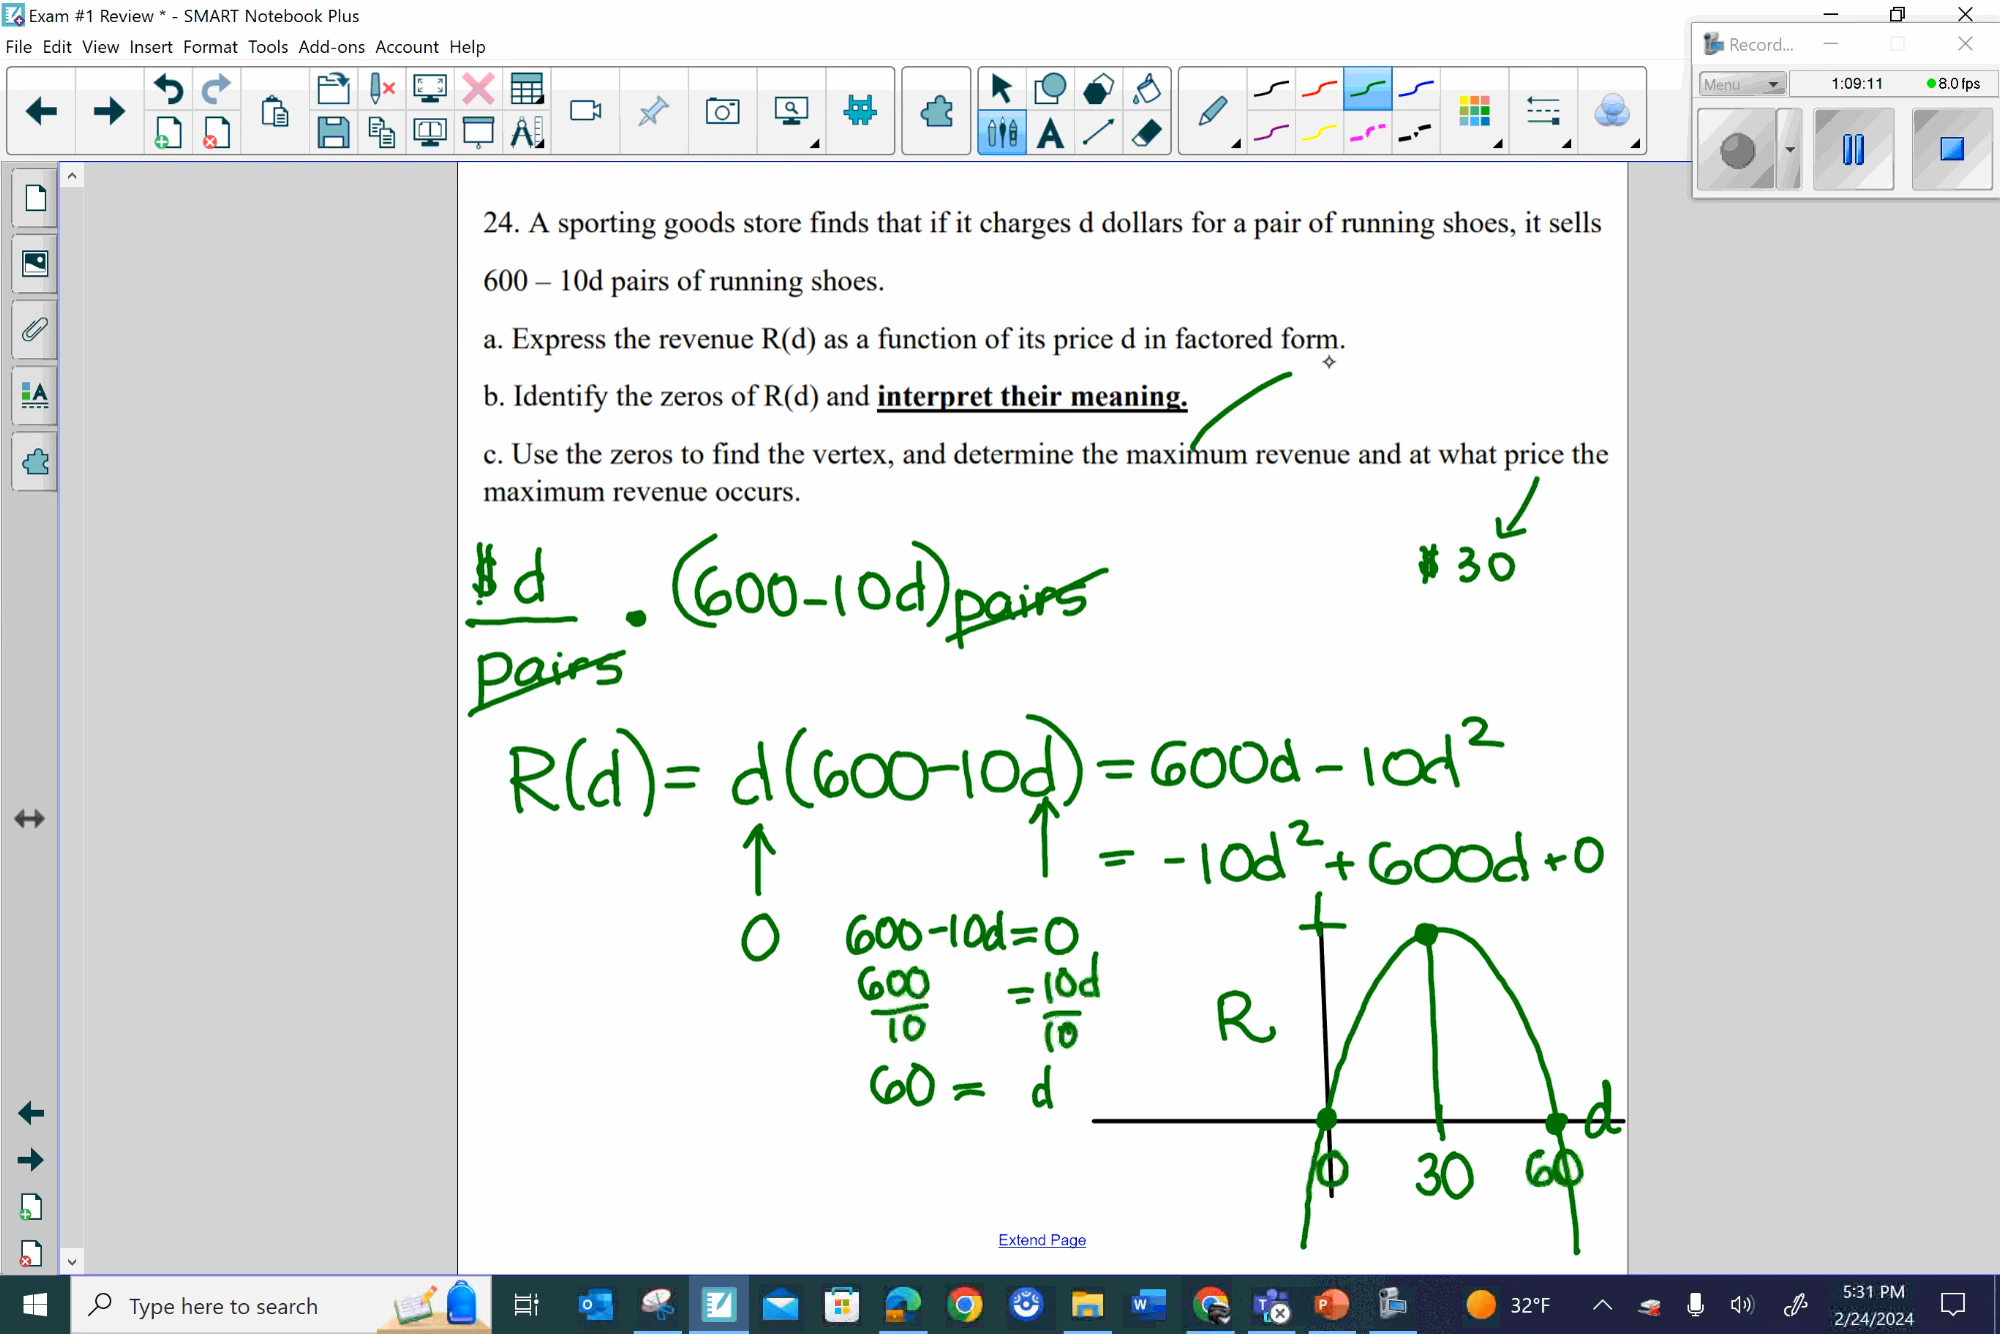 Exam #1 Review * - SMART Notebook Plus
File Edit View Insert Format Tools Add-ons Account Help
Record...
Menu
1:09:11
8.0 fps
24. A sporting goods store finds that if it charges d dollars for a pair of running shoes, it sells
600 – 10d pairs of running shoes.
a. Express the revenue R(d) as a function of its price d in factored form.
b. Identify the zeros of R(d) and interpret their meaning.
c. Use the zeros to find the vertex, and determine the maximum revenue and at what price the
maximum revenue occurs.
$ 30
$ d
pairs
· (600-10d) pairs
R(d) = d(600-10d) = 600d - 10d²
= -10d² + 600d + 0
0
600-10d=0
600/10 = 10d/10
60 = d
R
d
0 30 60
Extend Page
Type here to search
32°F
5:31 PM
2/24/2024